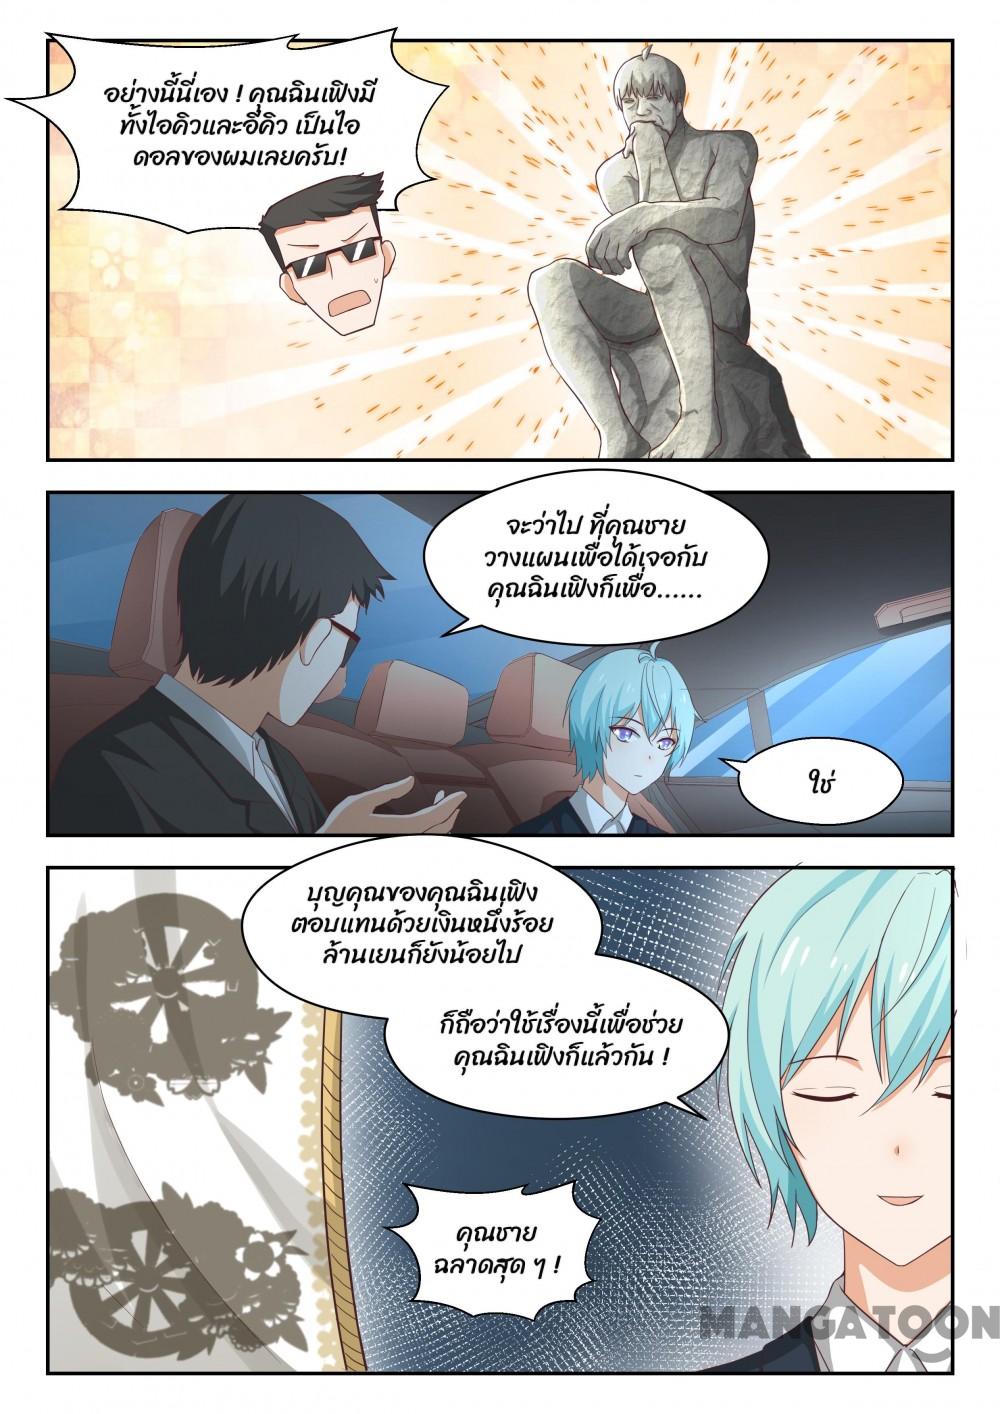 อย่างนี้นี่เอง ! คุณฉินเฟิงมี
ทั้งไอคิวและอีคิว เป็นไอ
ดอลของผมเลยครับ!
จะว่าไป ที่คุณชาย
วางแผนเพื่อได้เจอกับ
คุณฉินเฟิงก็เพื่อ......
ใช่
บุญคุณของคุณฉินเฟิง
ตอบแทนด้วยเงินหนึ่งร้อย
ล้านเยนก็ยังน้อยไป
ก็ถือว่าใช้เรื่องนี้เพื่อช่วย
คุณฉินเฟิงก็แล้วกัน !
คุณชาย
ฉลาดสุด ๆ !
MANGATOON